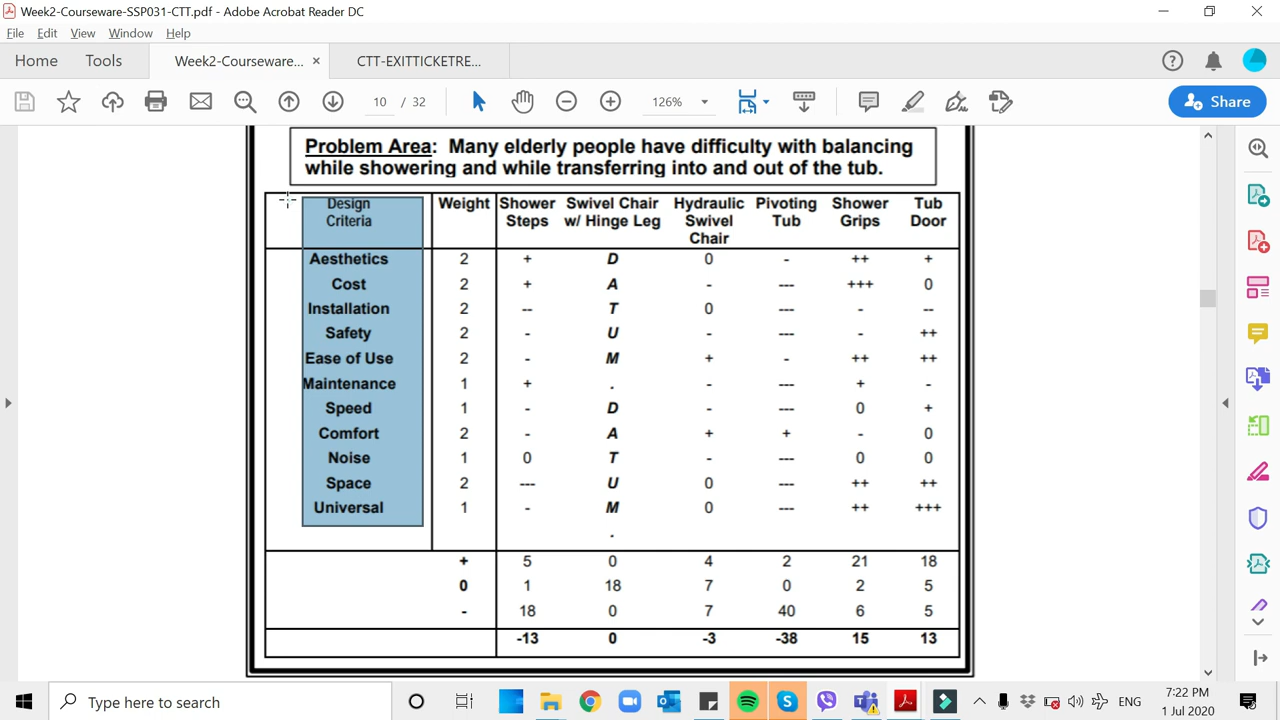 Week2-Courseware-SSP031-CTT.pdf - Adobe Acrobat Reader DC
File Edit View Window Help
Home Tools Week2-Courseware... × CTT-EXITTICKETRE...
10 / 32 126% Share
Problem Area: Many elderly people have difficulty with balancing
while showering and while transferring into and out of the tub.
Design Weight Shower Swivel Chair Hydraulic Pivoting Shower Tub
Criteria Steps w/ Hinge Leg Swivel Tub Grips Door
Chair
Aesthetics 2 + D 0 - ++ +
Cost 2 + A - --- +++ 0
Installation 2 -- T 0 --- - --
Safety 2 - U - --- - ++
Ease of Use 2 - M + - ++ ++
Maintenance 1 + . - --- + -
Speed 1 - D - --- 0 +
Comfort 2 - A + + - 0
Noise 1 0 T - --- 0 0
Space 2 --- U 0 --- ++ ++
Universal 1 - M 0 --- ++ +++
.
+ 5 0 4 2 21 18
0 1 18 7 0 2 5
- 18 0 7 40 6 5
-13 0 -3 -38 15 13
Type here to search ENG 7:22 PM
1 Jul 2020